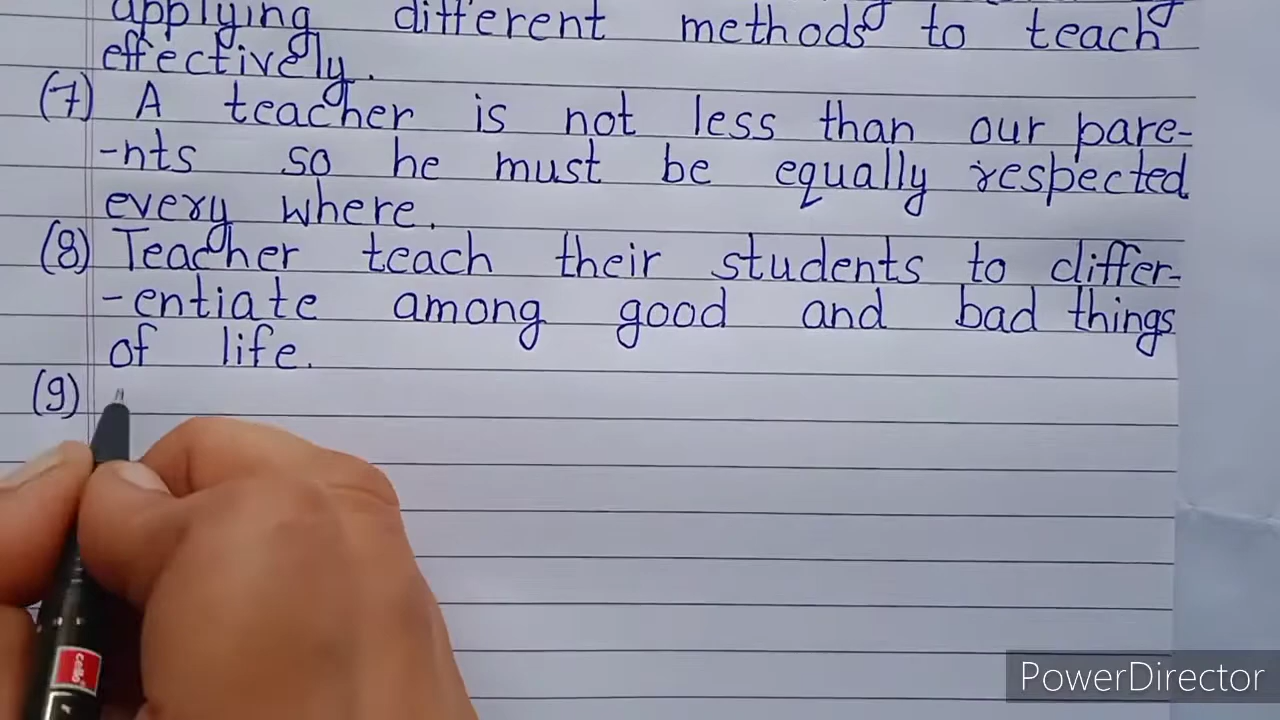 applying different methods to teach
effectively.
(7) A teacher is not less than our pare-
-nts so he must be equally respected
every where.
(8) Teacher teach their students to differ-
-entiate among good and bad things
of life.
(9)
cello
PowerDirector